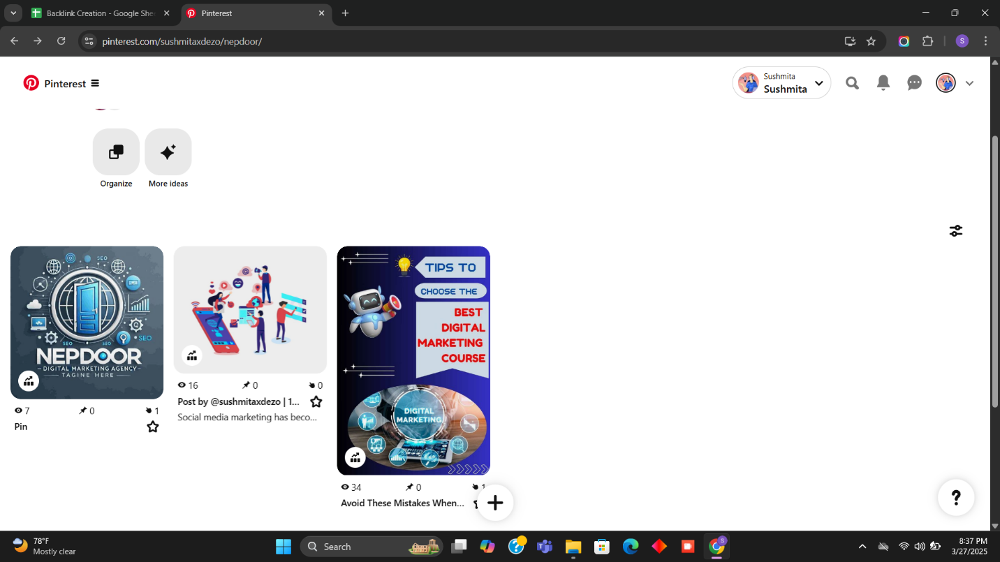 Backlink Creation - Google She
Pinterest
pinterest.com/sushmitaxdezo/nepdoor/
S
Pinterest
Sushmita
Sushmita
Organize
More ideas
SEO
SEO
SEO
SEO
NEPDOOR
-DIGITAL MARKETING AGENCY-
TAGINE HERE
7
0
1
Pin
16
0
0
Post by @sushmitaxdezo | 1...
Social media marketing has beco...
TIPS TO
CHOOSE THE
BEST
DIGITAL
MARKETING
COURSE
DIGITAL
MARKETING
34
0
1
Avoid These Mistakes When...
?
78°F
Mostly clear
Search
S
8:37 PM
3/27/2025